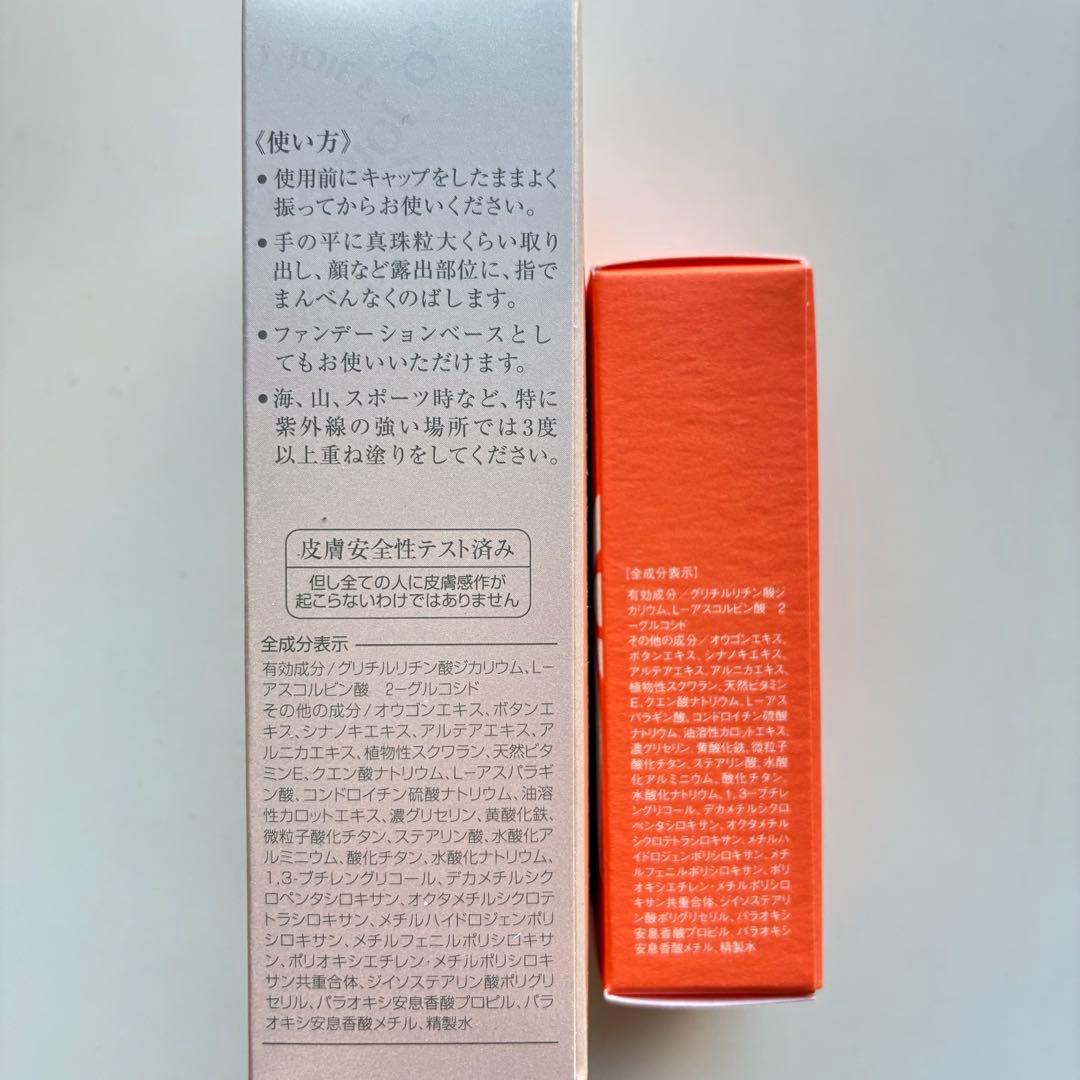 《使い方》
●使用前にキャップをしたままよく
振ってからお使いください。
●手の平に真珠粒大くらい取り
出し、顔など露出部位に、指で
まんべんなくのばします。
●ファンデーションベースとし
てもお使いいただけます。
●海、山、スポーツ時など、特に
紫外線の強い場所では3度
以上重ね塗りをしてください。
皮膚安全性テスト済み
但し全ての人に皮膚感作が
起こらないわけではありません
全成分表示
有効成分/グリチルリチン酸ジカリウム、L-
アスコルビン酸 2-グルコシド
その他の成分/オウゴンエキス、ボタンエ
キス、シナノキエキス、アルテアエキス、ア
ルニカエキス、植物性スクワラン、天然ビタ
ミンE、クエン酸ナトリウム、L-アスパラギ
ン酸、コンドロイチン硫酸ナトリウム、油溶
性カロットエキス、濃グリセリン、黄酸化鉄、
微粒子酸化チタン、ステアリン酸、水酸化ア
ルミニウム、酸化チタン、水酸化ナトリウム、
1,3-ブチレングリコール、デカメチルシク
ロペンタシロキサン、オクタメチルシクロテ
トラシロキサン、メチルハイドロジェンポリ
シロキサン、メチルフェニルポリシロキサ
ン、ポリオキシエチレン・メチルポリシロキ
サン共重合体、ジイソステアリン酸ポリグリ
セリル、パラオキシ安息香酸プロピル、パラ
オキシ安息香酸メチル、精製水
[全成分表示]
有効成分/グリチルリチン酸ジ
カリウム、L-アスコルビン酸 2
-グルコシド
その他の成分/オウゴンエキス、
ボタンエキス、シナノキエキス、
アルテアエキス、アルニカエキス、
植物性スクワラン、天然ビタミン
E、クエン酸ナトリウム、L-アス
パラギン酸、コンドロイチン硫酸
ナトリウム、油溶性カロットエキス、
濃グリセリン、黄酸化鉄、微粒子
酸化チタン、ステアリン酸、水酸
化アルミニウム、酸化チタン、
水酸化ナトリウム、1,3-ブチレ
ングリコール、デカメチルシクロ
ペンタシロキサン、オクタメチル
シクロテトラシロキサン、メチルハ
イドロジェンポリシロキサン、メチ
ルフェニルポリシロキサン、ポリ
オキシエチレン・メチルポリシロ
キサン共重合体、ジイソステアリ
ン酸ポリグリセリル、パラオキシ
安息香酸プロピル、パラオキシ
安息香酸メチル、精製水